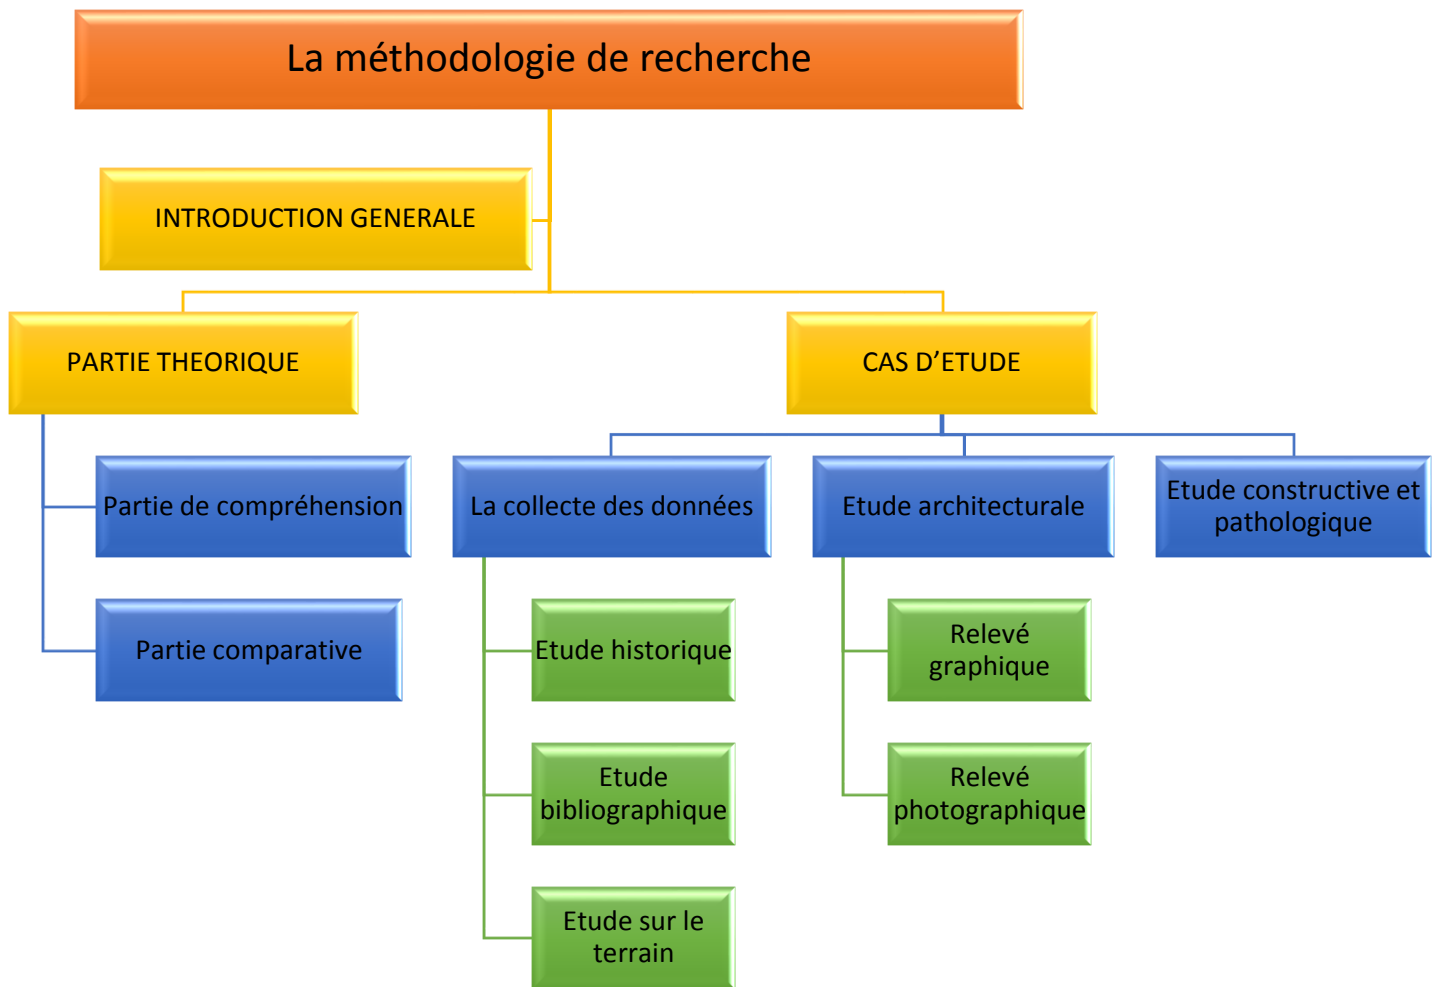 La méthodologie de recherche
INTRODUCTION GENERALE
PARTIE THEORIQUE
CAS D’ETUDE
Partie de compréhension
La collecte des données
Etude architecturale
Etude constructive et
pathologique
Partie comparative
Etude historique
Relevé
graphique
Etude
bibliographique
Relevé
photographique
Etude sur le
terrain